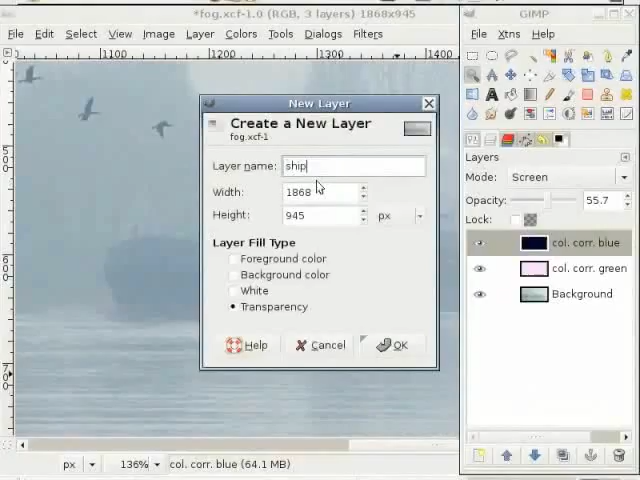 *fog.xcf-1.0 (RGB, 3 layers) 1868x945
GIMP
File Edit Select View Image Layer Colors Tools Dialogs Filters
File Xtns Help
1100 1200 1300 1400
New Layer
Create a New Layer
fog.xcf-1
Layer name: ship
Width: 1868
Height: 945 px
Layer Fill Type
Foreground color
Background color
White
Transparency
Help Cancel OK
Layers
Mode: Screen
Opacity: 55.7
Lock:
col. corr. blue
col. corr. green
Background
500
600
700
px 136% col. corr. blue (64.1 MB)